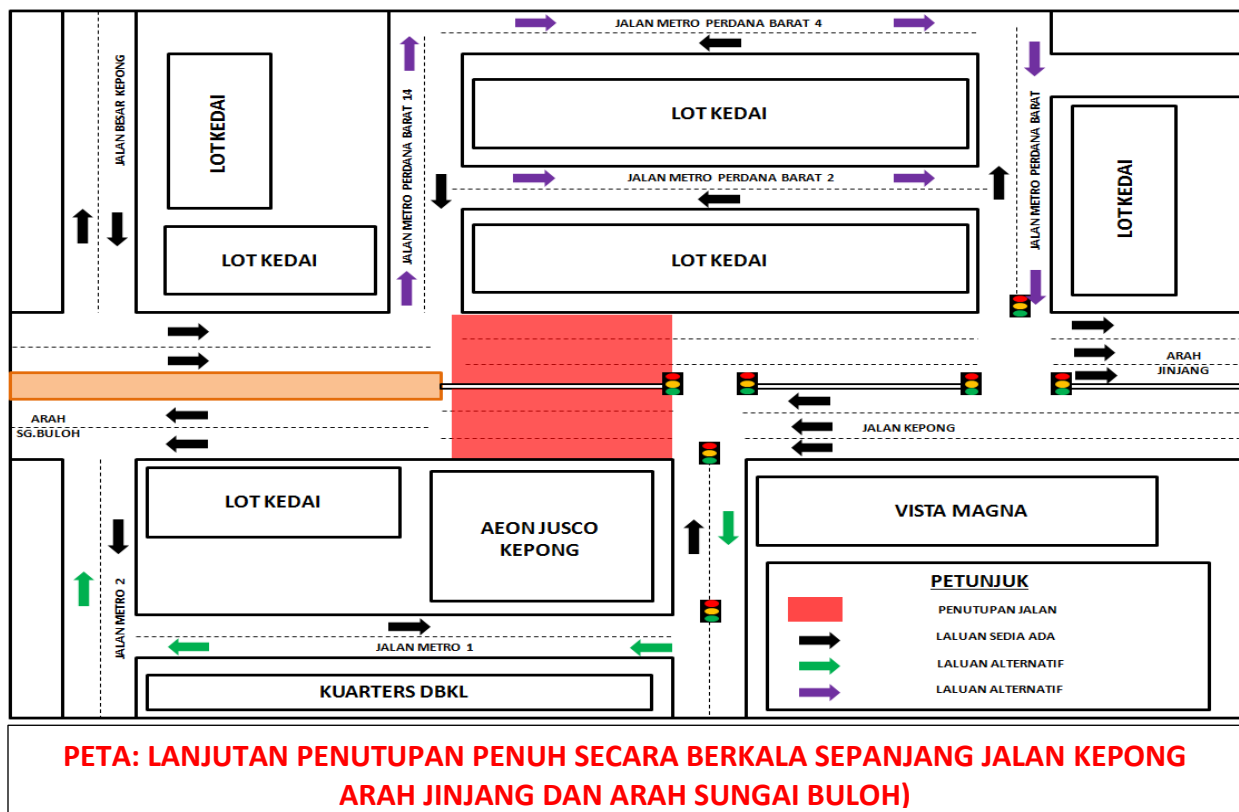 JALAN METRO PERDANA BARAT 4
JALAN BESAR KEPONG
LOT KEDAI
JALAN METRO PERDANA BARAT 14
LOT KEDAI
JALAN METRO PERDANA BARAT
LOT KEDAI
JALAN METRO PERDANA BARAT 2
LOT KEDAI
LOT KEDAI
ARAH
JINJANG
ARAH
SG.BULOH
JALAN KEPONG
LOT KEDAI
AEON JUSCO
KEPONG
VISTA MAGNA
JALAN METRO 2
JALAN METRO 1
KUARTERS DBKL
PETUNJUK
PENUTUPAN JALAN
LALUAN SEDIA ADA
LALUAN ALTERNATIF
LALUAN ALTERNATIF
PETA: LANJUTAN PENUTUPAN PENUH SECARA BERKALA SEPANJANG JALAN KEPONG
ARAH JINJANG DAN ARAH SUNGAI BULOH)